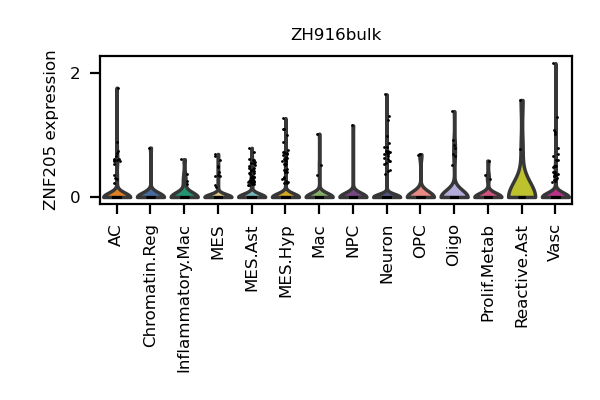 ZH916bulk
ZNF205 expression
2
0
AC
Chromatin.Reg
Inflammatory.Mac
MES
MES.Ast
MES.Hyp
Mac
NPC
Neuron
OPC
Oligo
Prolif.Metab
Reactive.Ast
Vasc